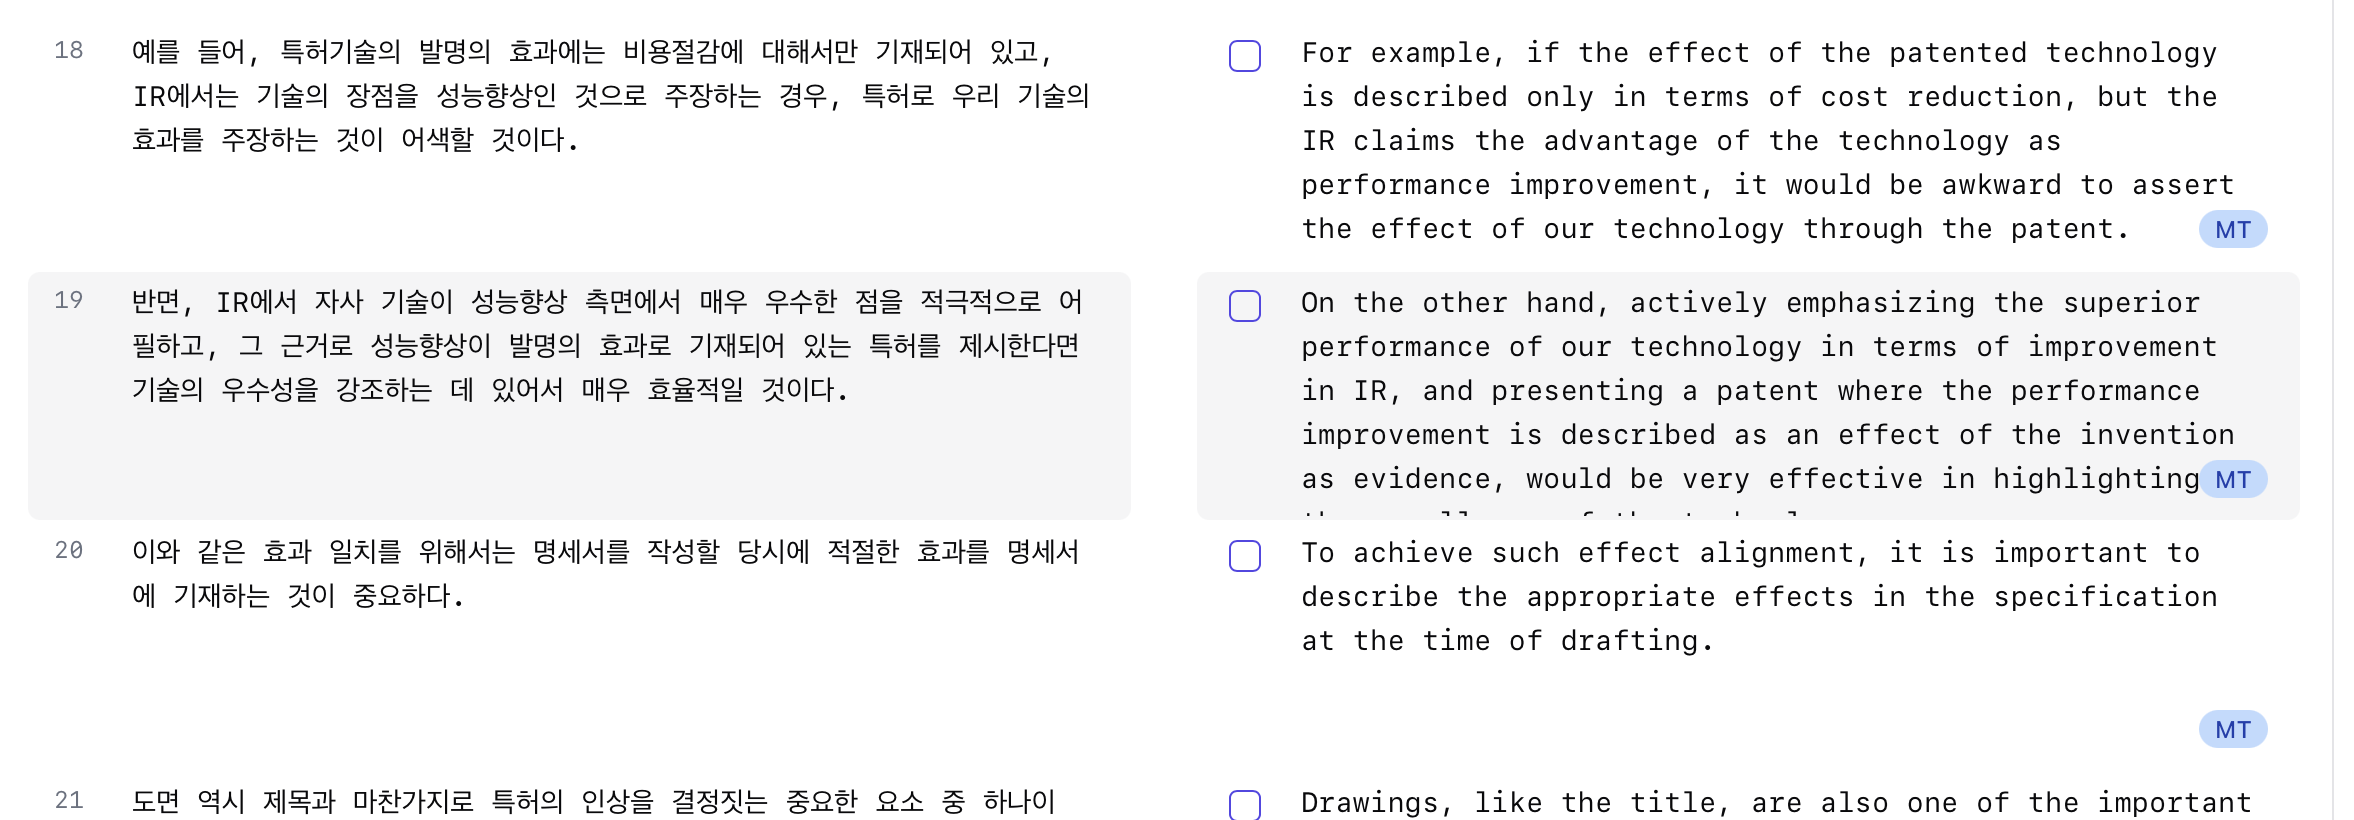 18
예를 들어, 특허기술의 발명의 효과에는 비용절감에 대해서만 기재되어 있고,
IR에서는 기술의 장점을 성능향상인 것으로 주장하는 경우, 특허로 우리 기술의
효과를 주장하는 것이 어색할 것이다.
For example, if the effect of the patented technology
is described only in terms of cost reduction, but the
IR claims the advantage of the technology as
performance improvement, it would be awkward to assert
the effect of our technology through the patent.
MT
19
반면, IR에서 자사 기술이 성능향상 측면에서 매우 우수한 점을 적극적으로 어
필하고, 그 근거로 성능향상이 발명의 효과로 기재되어 있는 특허를 제시한다면
기술의 우수성을 강조하는 데 있어서 매우 효율적일 것이다.
On the other hand, actively emphasizing the superior
performance of our technology in terms of improvement
in IR, and presenting a patent where the performance
improvement is described as an effect of the invention
as evidence, would be very effective in highlighting
MT
20
이와 같은 효과 일치를 위해서는 명세서를 작성할 당시에 적절한 효과를 명세서
에 기재하는 것이 중요하다.
To achieve such effect alignment, it is important to
describe the appropriate effects in the specification
at the time of drafting.
MT
21
도면 역시 제목과 마찬가지로 특허의 인상을 결정짓는 중요한 요소 중 하나이
Drawings, like the title, are also one of the important